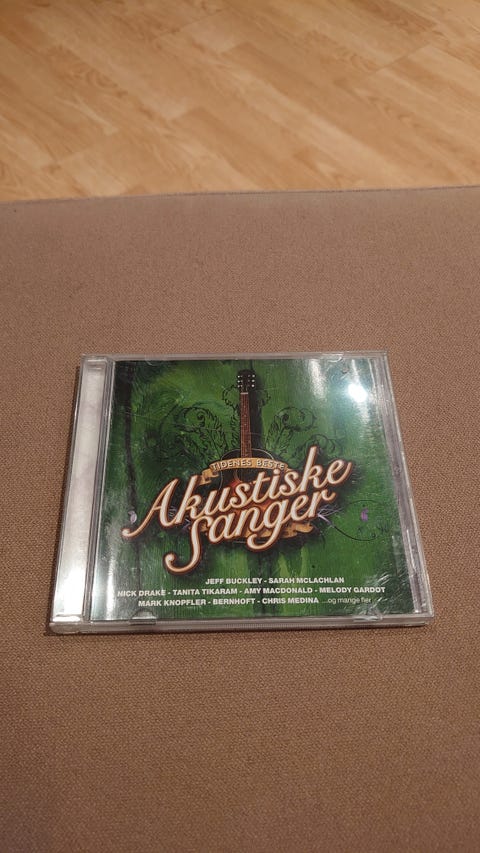 TIDENES BESTE
Akustiske
Sanger
JEFF BUCKLEY - SARAH MCLACHLAN
NICK DRAKE - TANITA TIKARAM - AMY MACDONALD - MELODY GARDOT
MARK KNOPFLER - BERNHOFT - CHRIS MEDINA ...og mange fler